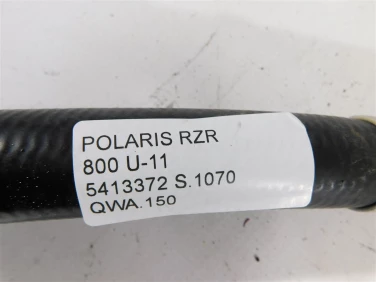 POLARIS RZR
800 U-11
5413372 S.1070
QWA.150